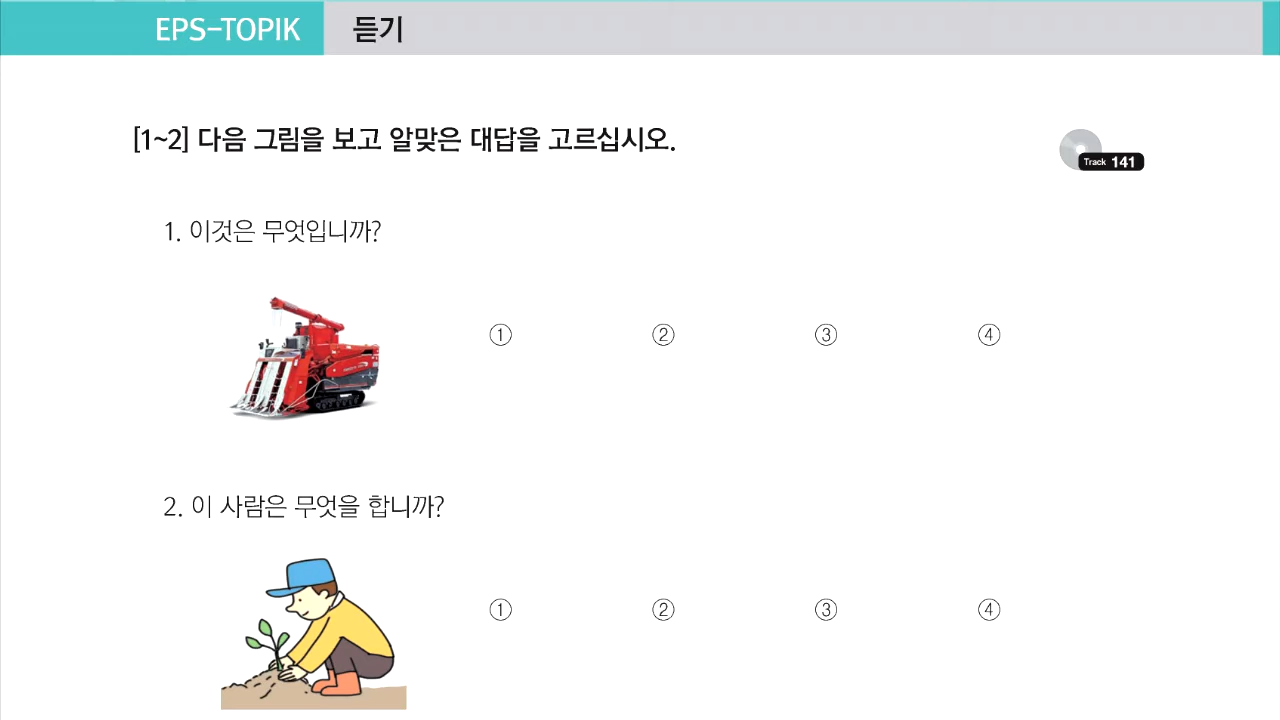 EPS-TOPIK 듣기
[1~2] 다음 그림을 보고 알맞은 대답을 고르십시오.
Track 141
1. 이것은 무엇입니까?
① ② ③ ④
2. 이 사람은 무엇을 합니까?
① ② ③ ④